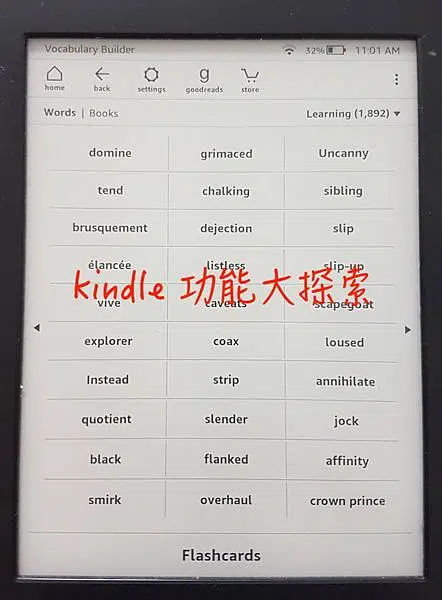 Vocabulary Builder 32% 11:01 AM
home back settings goodreads store
g
Words | Books Learning (1,892)
domine grimaced Uncanny
tend chalking sibling
brusquement dejection slip
élancée listless slip-up
kindle 功能大探索
vive caveats scapegoat
explorer coax loused
Instead strip annihilate
quotient slender jock
black flanked affinity
smirk overhaul crown prince
Flashcards